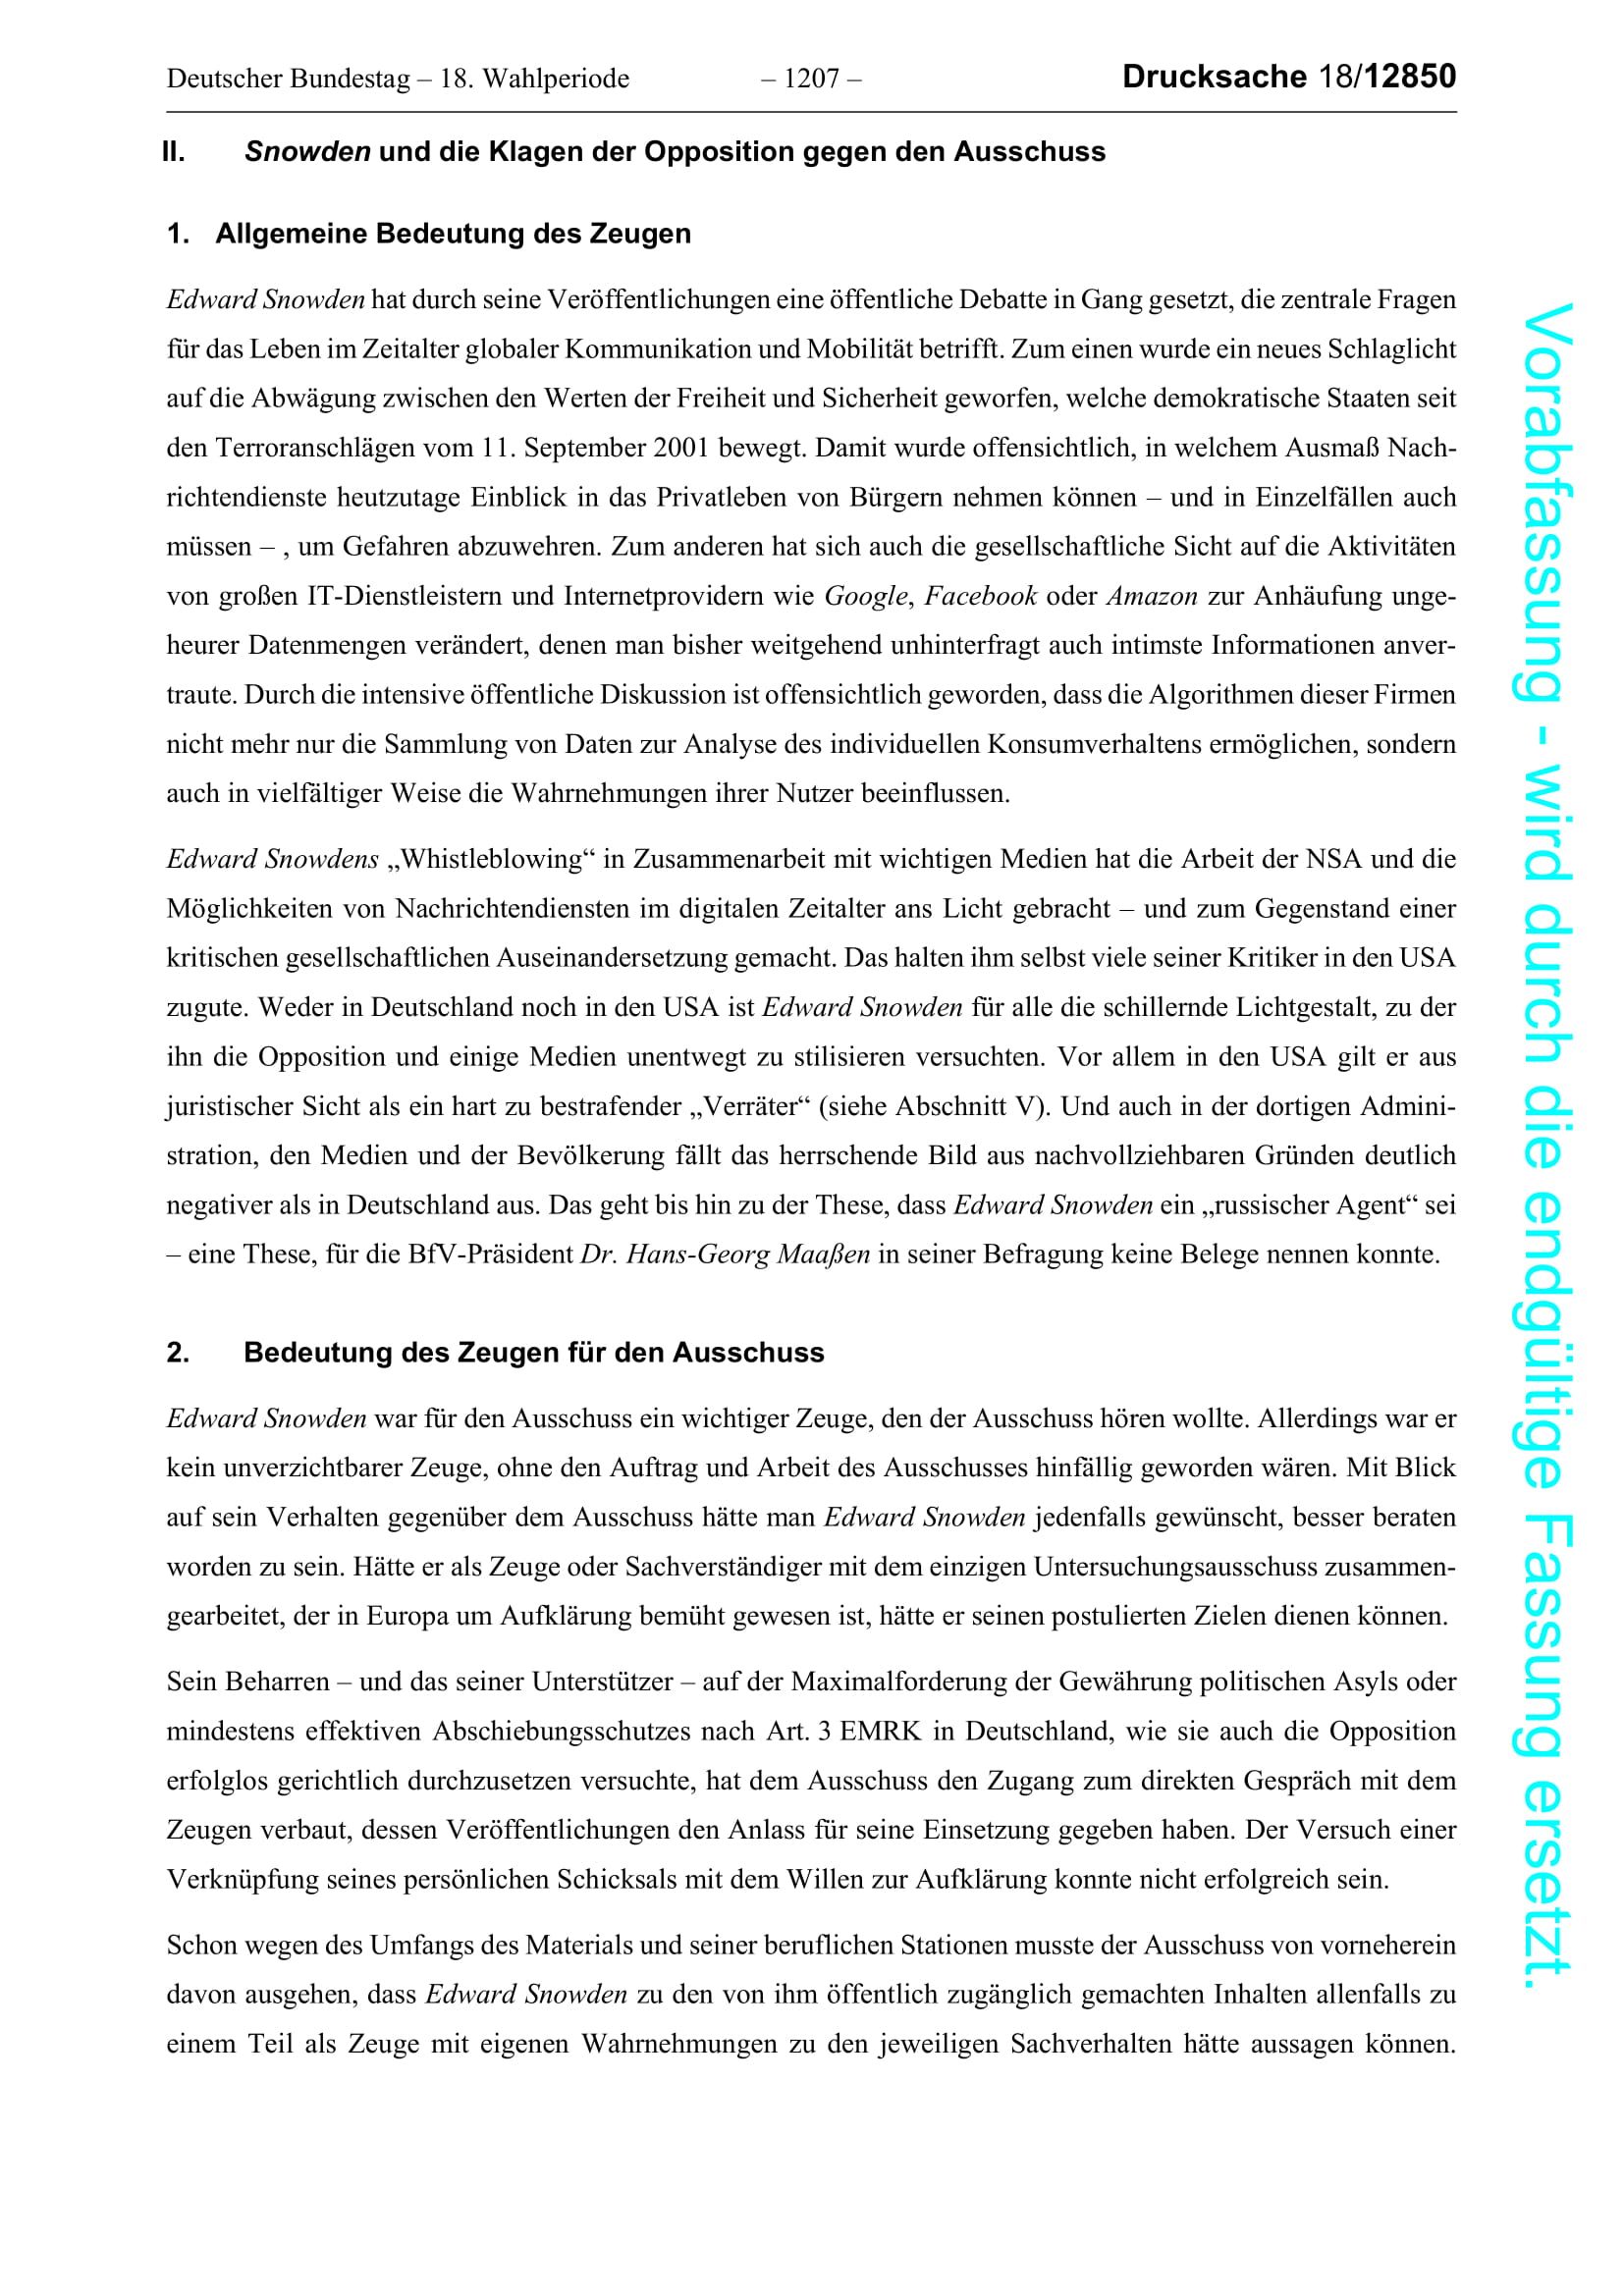 Deutscher Bundestag – 18. Wahlperiode – 1207 – Drucksache 18/12850
II. Snowden und die Klagen der Opposition gegen den Ausschuss
1. Allgemeine Bedeutung des Zeugen
Edward Snowden hat durch seine Veröffentlichungen eine öffentliche Debatte in Gang gesetzt, die zentrale Fragen
für das Leben im Zeitalter globaler Kommunikation und Mobilität betrifft. Zum einen wurde ein neues Schlaglicht
auf die Abwägung zwischen den Werten der Freiheit und Sicherheit geworfen, welche demokratische Staaten seit
den Terroranschlägen vom 11. September 2001 bewegt. Damit wurde offensichtlich, in welchem Ausmaß Nach-
richtendienste heutzutage Einblick in das Privatleben von Bürgern nehmen können – und in Einzelfällen auch
müssen – , um Gefahren abzuwehren. Zum anderen hat sich auch die gesellschaftliche Sicht auf die Aktivitäten
von großen IT-Dienstleistern und Internetprovidern wie Google, Facebook oder Amazon zur Anhäufung unge-
heurer Datenmengen verändert, denen man bisher weitgehend unhinterfragt auch intimste Informationen anver-
traute. Durch die intensive öffentliche Diskussion ist offensichtlich geworden, dass die Algorithmen dieser Firmen
nicht mehr nur die Sammlung von Daten zur Analyse des individuellen Konsumverhaltens ermöglichen, sondern
auch in vielfältiger Weise die Wahrnehmungen ihrer Nutzer beeinflussen.
Edward Snowdens „Whistleblowing“ in Zusammenarbeit mit wichtigen Medien hat die Arbeit der NSA und die
Möglichkeiten von Nachrichtendiensten im digitalen Zeitalter ans Licht gebracht – und zum Gegenstand einer
kritischen gesellschaftlichen Auseinandersetzung gemacht. Das halten ihm selbst viele seiner Kritiker in den USA
zugute. Weder in Deutschland noch in den USA ist Edward Snowden für alle die schillernde Lichtgestalt, zu der
ihn die Opposition und einige Medien unentwegt zu stilisieren versuchten. Vor allem in den USA gilt er aus
juristischer Sicht als ein hart zu bestrafender „Verräter“ (siehe Abschnitt V). Und auch in der dortigen Admini-
stration, den Medien und der Bevölkerung fällt das herrschende Bild aus nachvollziehbaren Gründen deutlich
negativer als in Deutschland aus. Das geht bis hin zu der These, dass Edward Snowden ein „russischer Agent“ sei
– eine These, für die BfV-Präsident Dr. Hans-Georg Maaßen in seiner Befragung keine Belege nennen konnte.
2. Bedeutung des Zeugen für den Ausschuss
Edward Snowden war für den Ausschuss ein wichtiger Zeuge, den der Ausschuss hören wollte. Allerdings war er
kein unverzichtbarer Zeuge, ohne den Auftrag und Arbeit des Ausschusses hinfällig geworden wären. Mit Blick
auf sein Verhalten gegenüber dem Ausschuss hätte man Edward Snowden jedenfalls gewünscht, besser beraten
worden zu sein. Hätte er als Zeuge oder Sachverständiger mit dem einzigen Untersuchungsausschuss zusammen-
gearbeitet, der in Europa um Aufklärung bemüht gewesen ist, hätte er seinen postulierten Zielen dienen können.
Sein Beharren – und das seiner Unterstützer – auf der Maximalforderung der Gewährung politischen Asyls oder
mindestens effektiven Abschiebungsschutzes nach Art. 3 EMRK in Deutschland, wie sie auch die Opposition
erfolglos gerichtlich durchzusetzen versuchte, hat dem Ausschuss den Zugang zum direkten Gespräch mit dem
Zeugen verbaut, dessen Veröffentlichungen den Anlass für seine Einsetzung gegeben haben. Der Versuch einer
Verknüpfung seines persönlichen Schicksals mit dem Willen zur Aufklärung konnte nicht erfolgreich sein.
Schon wegen des Umfangs des Materials und seiner beruflichen Stationen musste der Ausschuss von vorneherein
davon ausgehen, dass Edward Snowden zu den von ihm öffentlich zugänglich gemachten Inhalten allenfalls zu
einem Teil als Zeuge mit eigenen Wahrnehmungen zu den jeweiligen Sachverhalten hätte aussagen können.
Vorabfassung - wird durch die endgültige Fassung ersetzt.